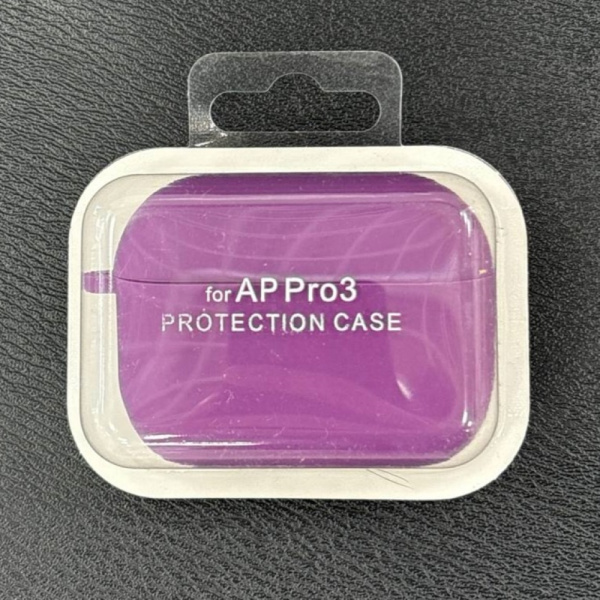 for AP Pro3
PROTECTION CASE